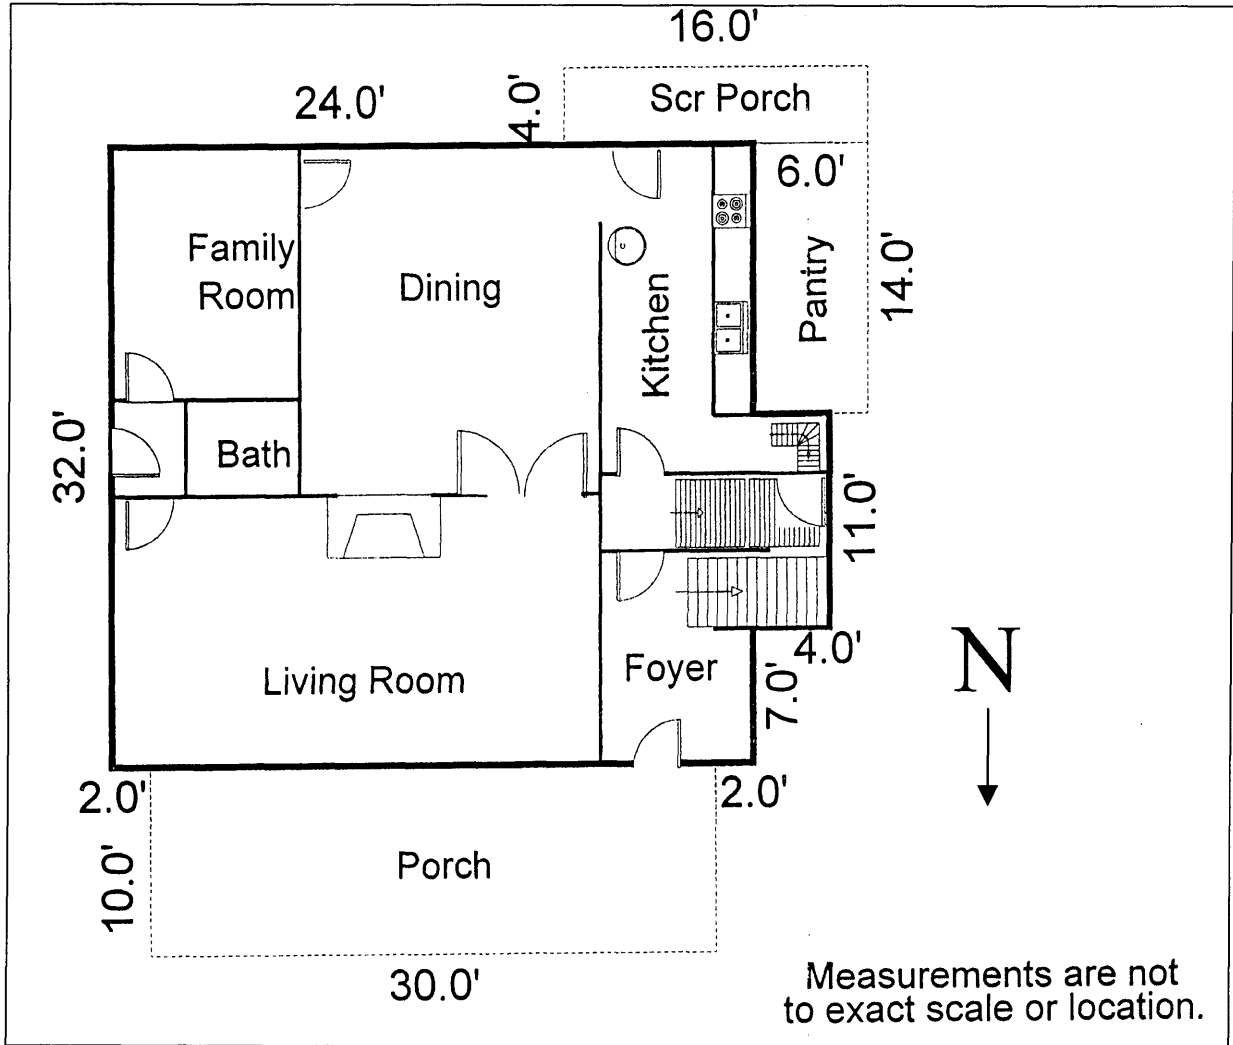 16.0'
24.0'
4.0'
Scr Porch
6.0'
Family
Room
Dining
Kitchen
Pantry
14.0'
32.0'
Bath
11.0'
Living Room
Foyer
4.0'
7.0'
N
2.0'
2.0'
10.0'
Porch
30.0'
Measurements are not
to exact scale or location.